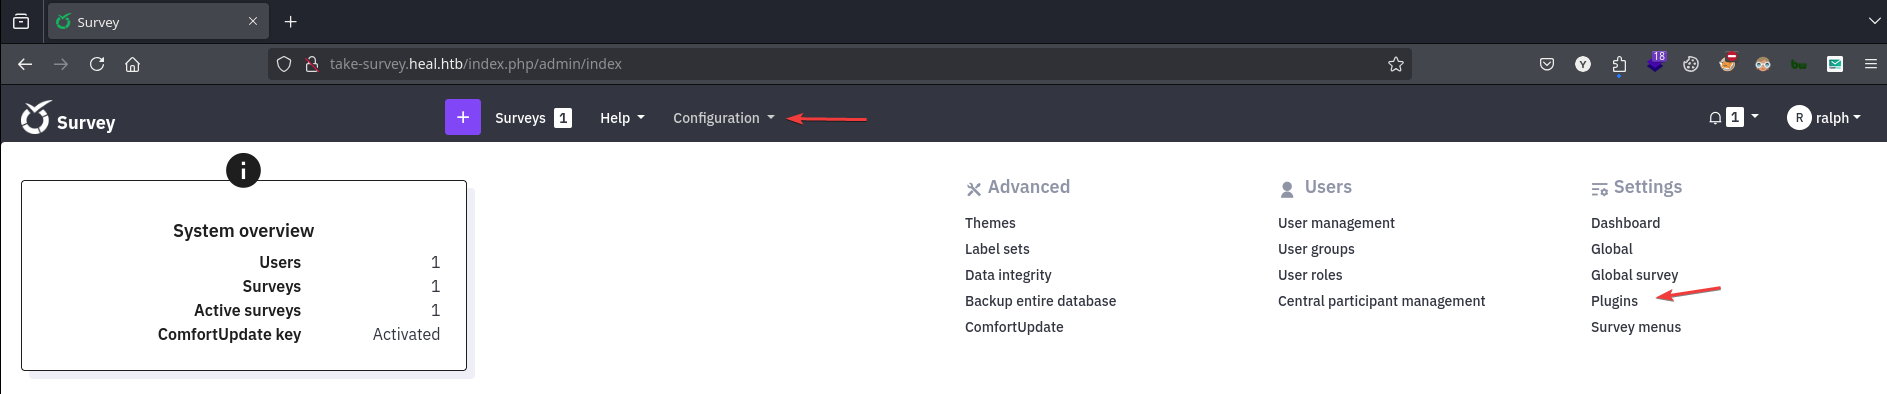 Survey
take-survey.heal.htb/index.php/admin/index
18
Y
bw
Survey
+ Surveys 1 Help Configuration
1 R ralph
i
System overview
Users 1
Surveys 1
Active surveys 1
ComfortUpdate key Activated
Advanced
Themes
Label sets
Data integrity
Backup entire database
ComfortUpdate
Users
User management
User groups
User roles
Central participant management
Settings
Dashboard
Global
Global survey
Plugins
Survey menus